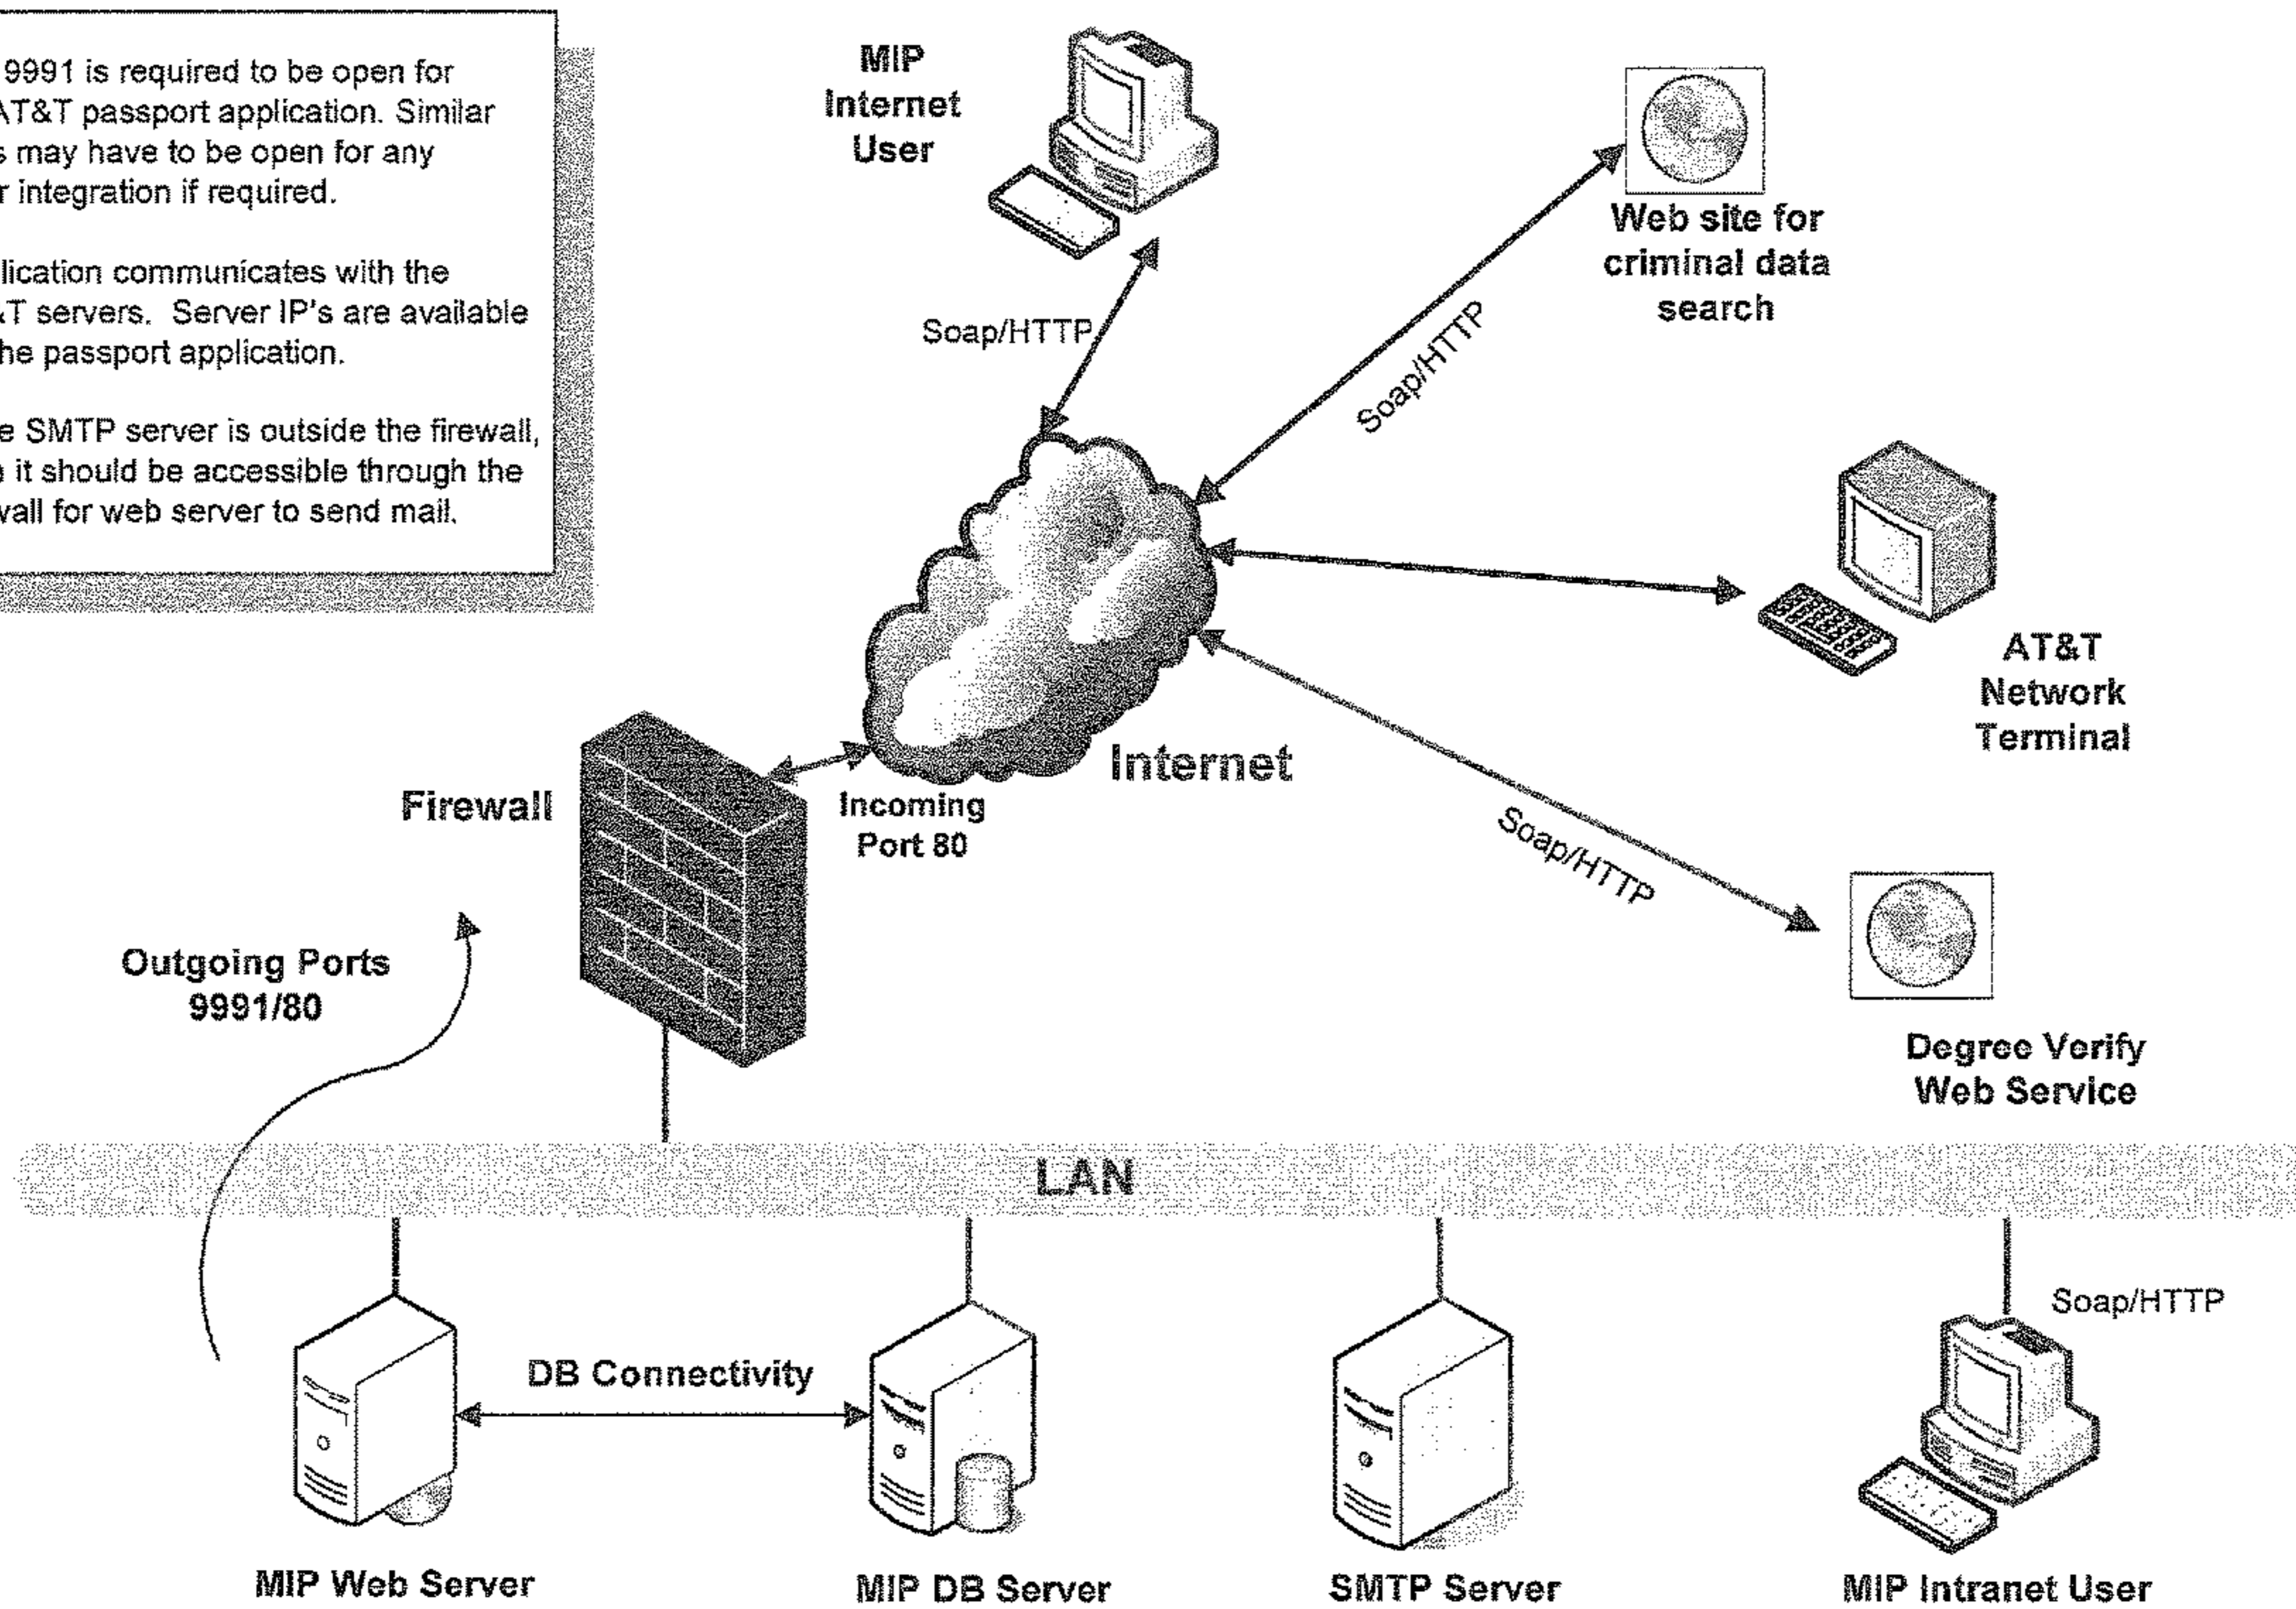 9991 is required to be open for
AT&T passport application. Similar
s may have to be open for any
r integration if required.
lication communicates with the
&T servers. Server IP's are available
he passport application.
e SMTP server is outside the firewall,
it should be accessible through the
wall for web server to send mail.
MIP
Internet
User
Soap/HTTP
Web site for
criminal data
search
Soap/HTTP
AT&T
Network
Terminal
Internet
Firewall
Incoming
Port 80
Soap/HTTP
Outgoing Ports
9991/80
Degree Verify
Web Service
LAN
Soap/HTTP
DB Connectivity
MIP Web Server
MIP DB Server
SMTP Server
MIP Intranet User